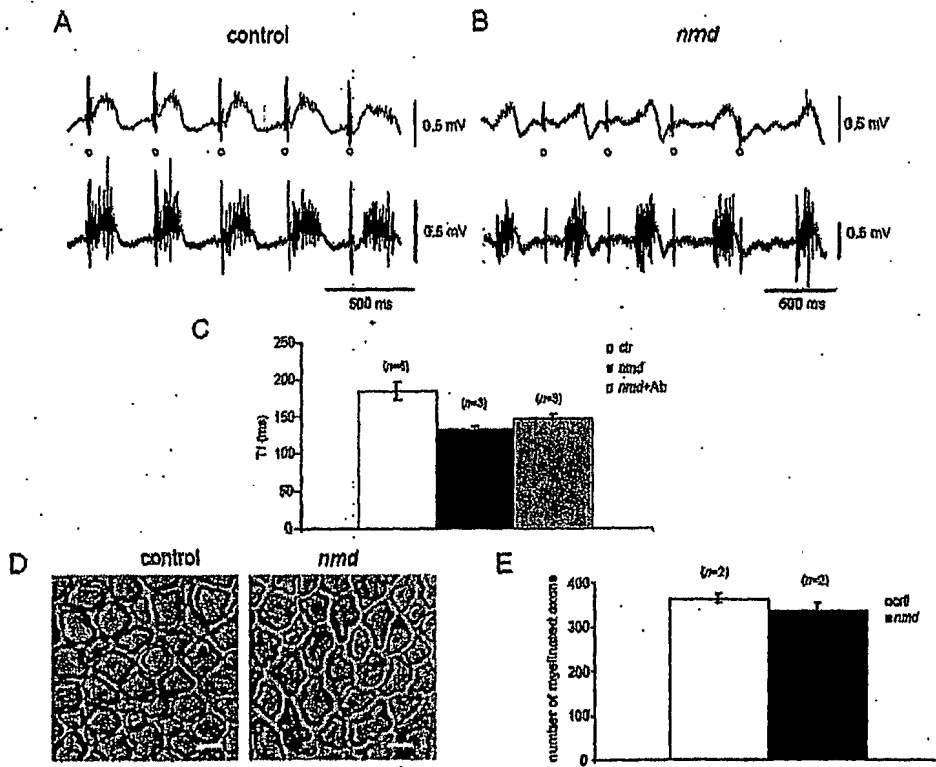 A
control
B
nmd
0.5 mV
0.5 mV
0.5 mV
0.5 mV
500 ms
600 ms
C
250
200
150
100
50
0
TI (ms)
(n=3)
(n=3)
ctr
nmd
nmd+Ab
D
control
nmd
E
400
300
200
100
0
number of myelinated axons
(n=2)
(n=2)
nmd